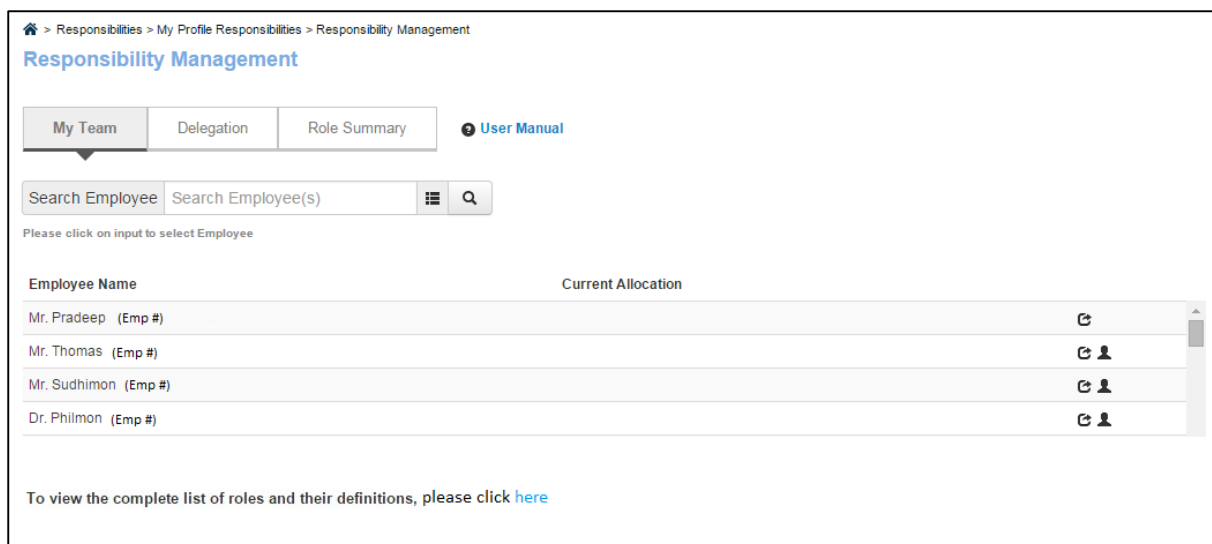 > Responsibilities > My Profile Responsibilities > Responsibility Management
Responsibility Management
My Team Delegation Role Summary User Manual
Search Employee Search Employee(s)
Please click on input to select Employee
Employee Name Current Allocation
Mr. Pradeep (Emp #)
Mr. Thomas (Emp #)
Mr. Sudhimon (Emp #)
Dr. Philmon (Emp #)
To view the complete list of roles and their definitions, please click here